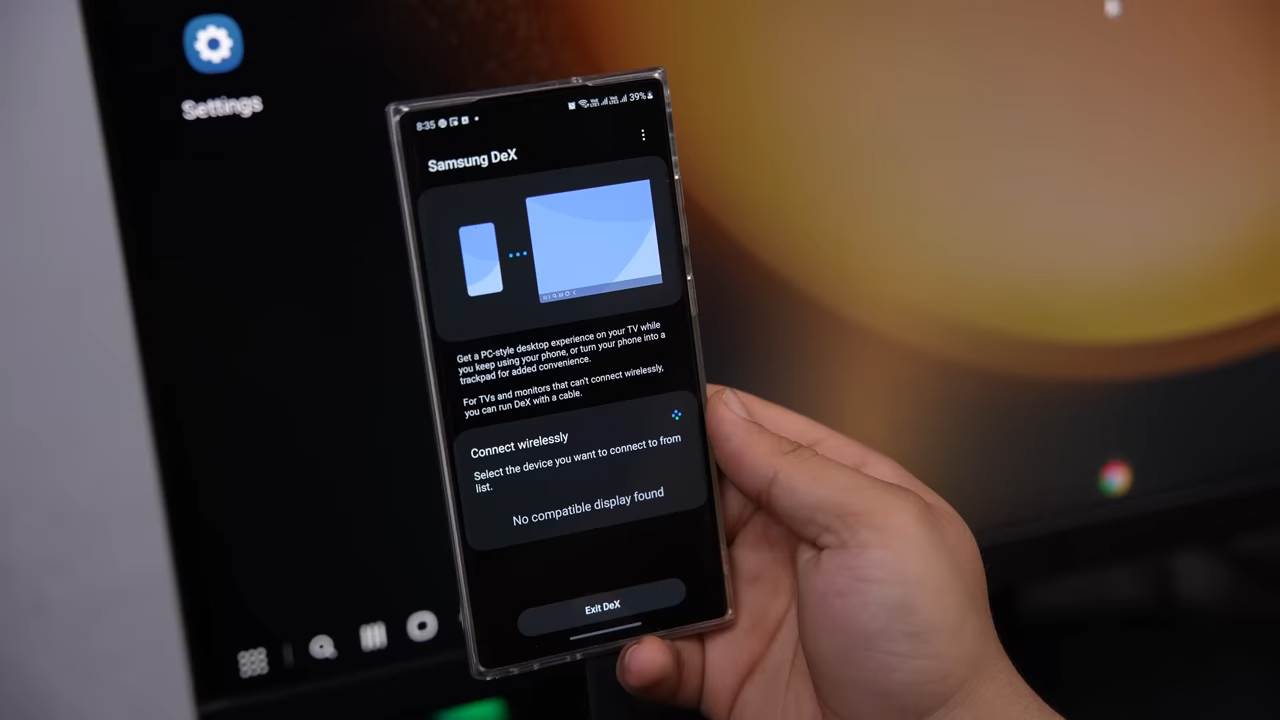 Settings
8:35
39%
Samsung DeX
Get a PC-style desktop experience on your TV while
you keep using your phone, or turn your phone into a
trackpad for added convenience.
For TVs and monitors that can't connect wirelessly,
you can run DeX with a cable.
Connect wirelessly
Select the device you want to connect to from
list.
No compatible display found
Exit DeX